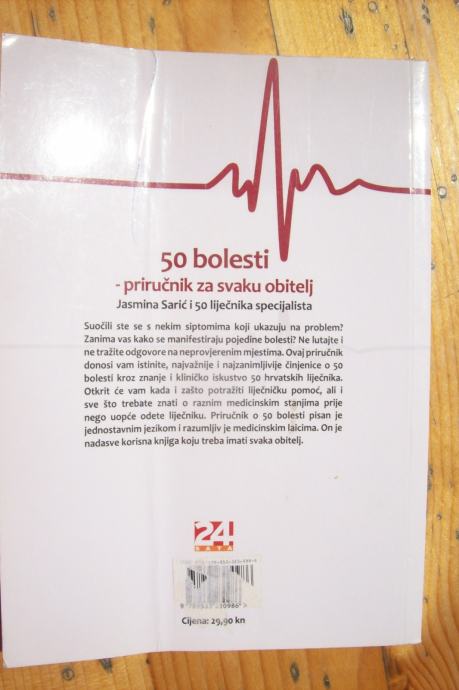 50 bolesti
- priručnik za svaku obitelj
Jasmina Sarić i 50 liječnika specijalista
Suočili ste se s nekim siptomima koji ukazuju na problem?
Zanima vas kako se manifestiraju pojedine bolesti? Ne lutajte i
ne tražite odgovore na neprovjerenim mjestima. Ovaj priručnik
donosi vam istinite, najvažnije i najzanimljivije činjenice o 50
bolesti kroz znanje i kliničko iskustvo 50 hrvatskih liječnika.
Otkrit će vam kada i zašto potražiti liječničku pomoć, ali i
sve što trebate znati o raznim medicinskim stanjima prije
nego uopće odete liječniku. Priručnik o 50 bolesti pisan je
jednostavnim jezikom i razumljiv je medicinskim laicima. On je
nadasve korisna knjiga koju treba imati svaka obitelj.
24
SATA
Cijena: 29,90 kn